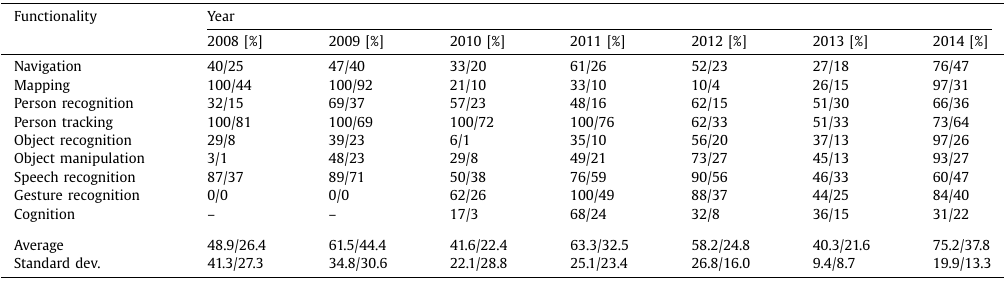 Functionality Year
2008 [%] 2009 [%] 2010 [%] 2011 [%] 2012 [%] 2013 [%] 2014 [%]
Navigation 40/25 47/40 33/20 61/26 52/23 27/18 76/47
Mapping 100/44 100/92 21/10 33/10 10/4 26/15 97/31
Person recognition 32/15 69/37 57/23 48/16 62/15 51/30 66/36
Person tracking 100/81 100/69 100/72 100/76 62/33 51/33 73/64
Object recognition 29/8 39/23 6/1 35/10 56/20 37/13 97/26
Object manipulation 3/1 48/23 29/8 49/21 73/27 45/13 93/27
Speech recognition 87/37 89/71 50/38 76/59 90/56 46/33 60/47
Gesture recognition 0/0 0/0 62/26 100/49 88/37 44/25 84/40
Cognition – – 17/3 68/24 32/8 36/15 31/22
Average 48.9/26.4 61.5/44.4 41.6/22.4 63.3/32.5 58.2/24.8 40.3/21.6 75.2/37.8
Standard dev. 41.3/27.3 34.8/30.6 22.1/28.8 25.1/23.4 26.8/16.0 9.4/8.7 19.9/13.3